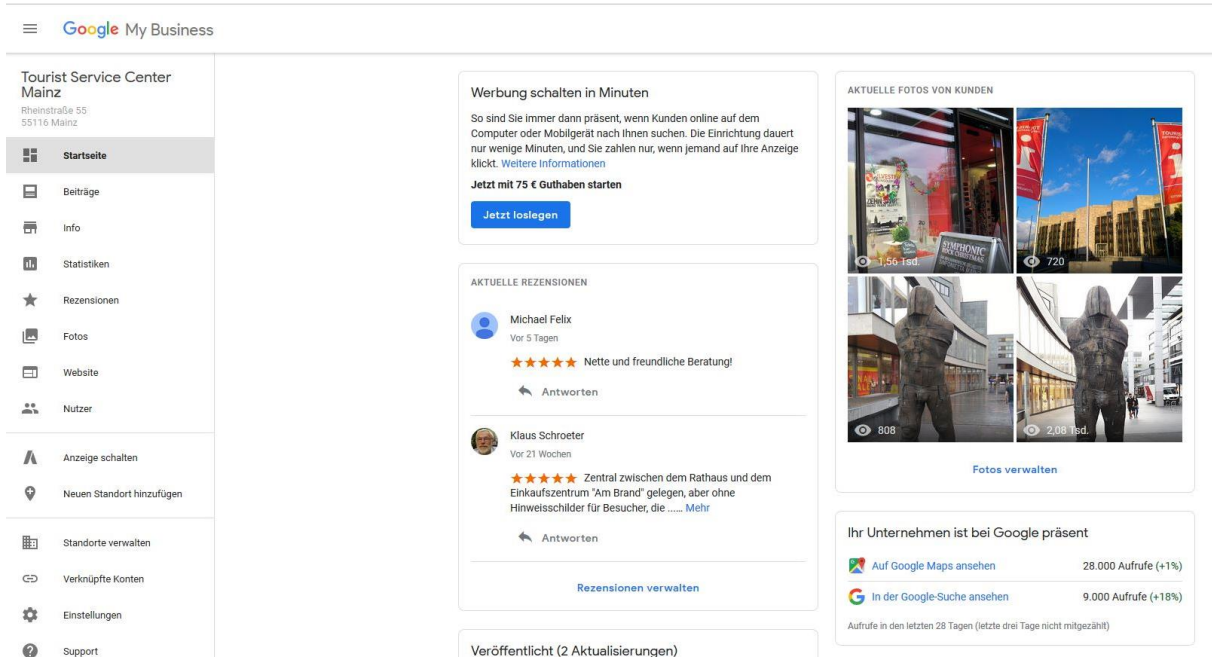 Google My Business
Tourist Service Center
Mainz
Rheinstraße 55
55116 Mainz
Startseite
Beiträge
Info
Statistiken
Rezensionen
Fotos
Website
Nutzer
Anzeige schalten
Neuen Standort hinzufügen
Standorte verwalten
Verknüpfte Konten
Einstellungen
Support
Werbung schalten in Minuten
So sind Sie immer dann präsent, wenn Kunden online auf dem
Computer oder Mobilgerät nach Ihnen suchen. Die Einrichtung dauert
nur wenige Minuten, und Sie zahlen nur, wenn jemand auf Ihre Anzeige
klickt. Weitere Informationen
Jetzt mit 75 € Guthaben starten
Jetzt loslegen
AKTUELLE REZENSIONEN
Michael Felix
Vor 5 Tagen
Nette und freundliche Beratung!
Antworten
Klaus Schroeter
Vor 21 Wochen
Zentral zwischen dem Rathaus und dem
Einkaufszentrum "Am Brand" gelegen, aber ohne
Hinweisschilder für Besucher, die ...... Mehr
Antworten
Rezensionen verwalten
Veröffentlicht (2 Aktualisierungen)
AKTUELLE FOTOS VON KUNDEN
SYMPHONIC
ROCK CHRISTMAS
1,56 Tsd.
720
808
2,08 Tsd.
Fotos verwalten
Ihr Unternehmen ist bei Google präsent
Auf Google Maps ansehen 28.000 Aufrufe (+1%)
In der Google-Suche ansehen 9.000 Aufrufe (+18%)
Aufrufe in den letzten 28 Tagen (letzte drei Tage nicht mitgezählt)